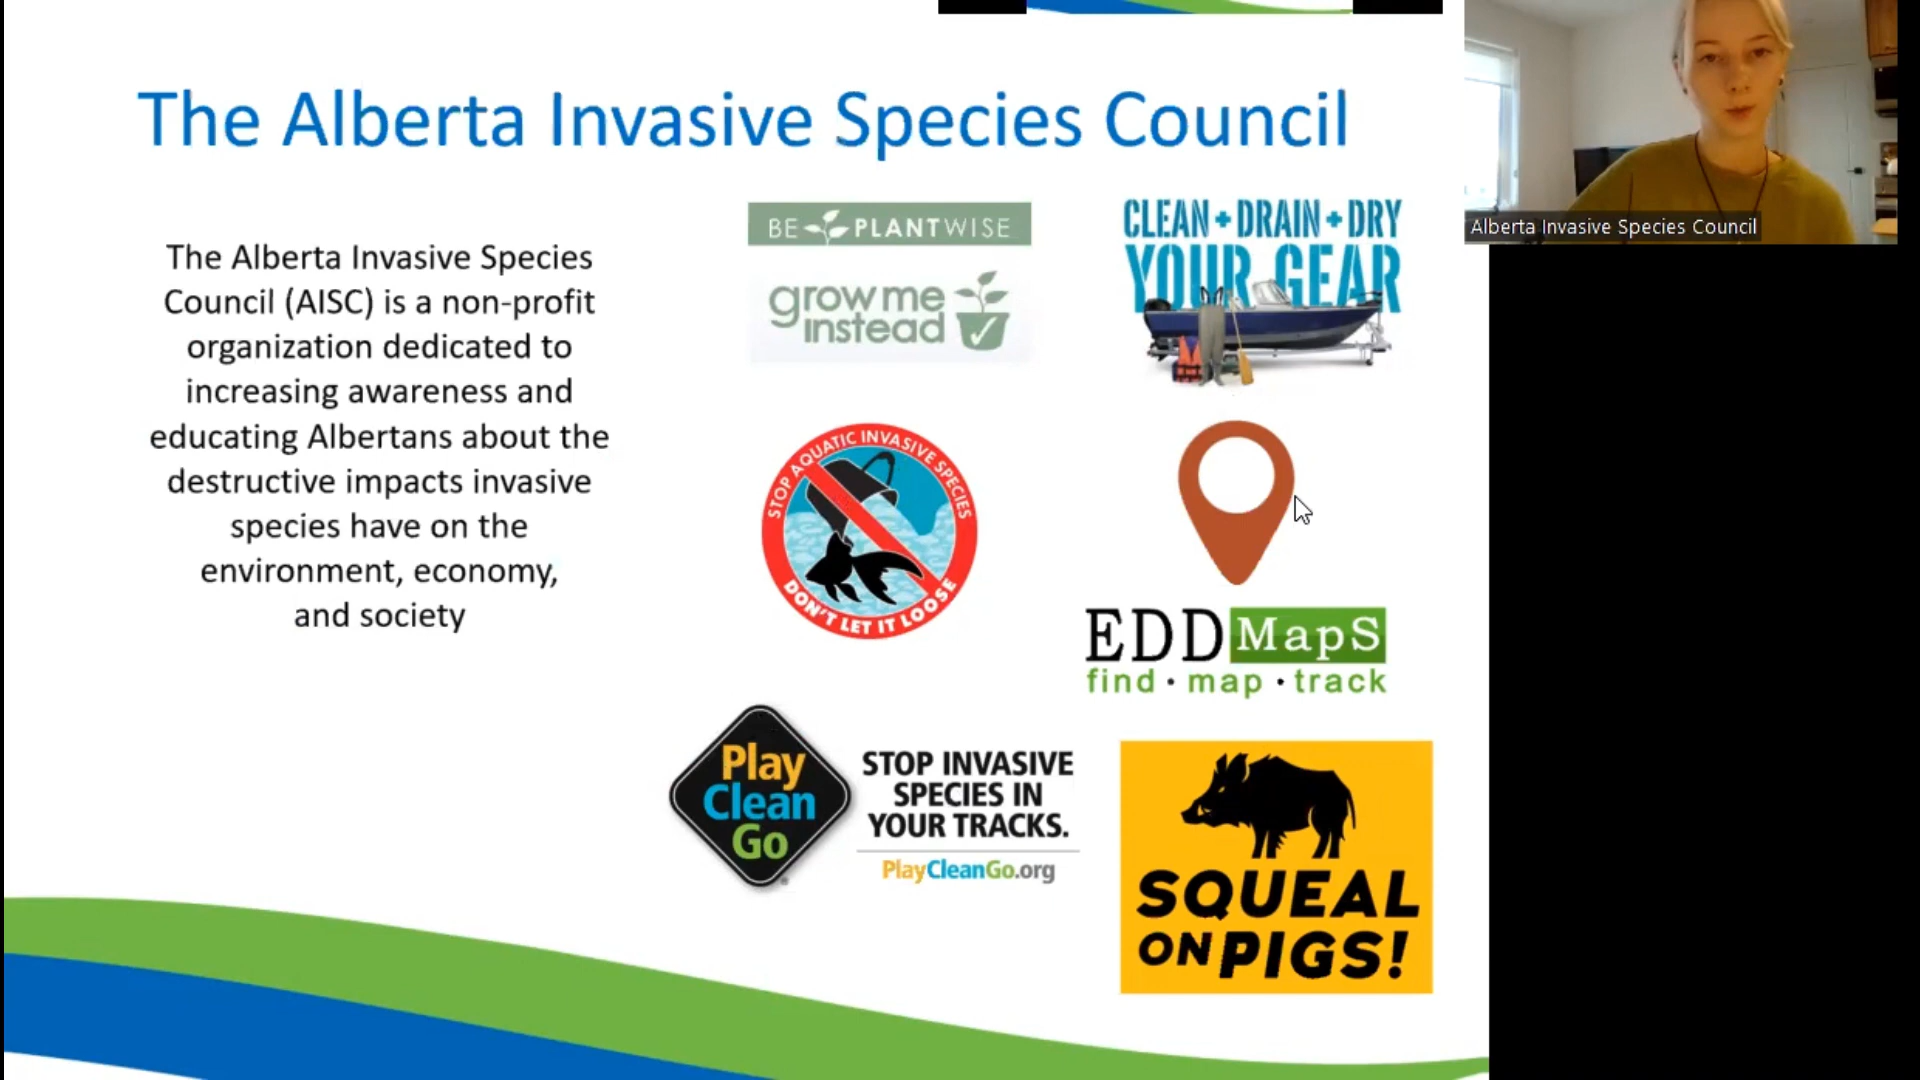 The Alberta Invasive Species Council
The Alberta Invasive Species
Council (AISC) is a non-profit
organization dedicated to
increasing awareness and
educating Albertans about the
destructive impacts invasive
species have on the
environment, economy,
and society
BE PLANTWISE
grow me
instead
CLEAN + DRAIN + DRY
YOUR GEAR
STOP AQUATIC INVASIVE SPECIES
DON'T LET IT LOOSE
EDDMapS
find · map · track
Play
Clean
Go
STOP INVASIVE
SPECIES IN
YOUR TRACKS.
PlayCleanGo.org
SQUEAL
ON PIGS!
Alberta Invasive Species Council